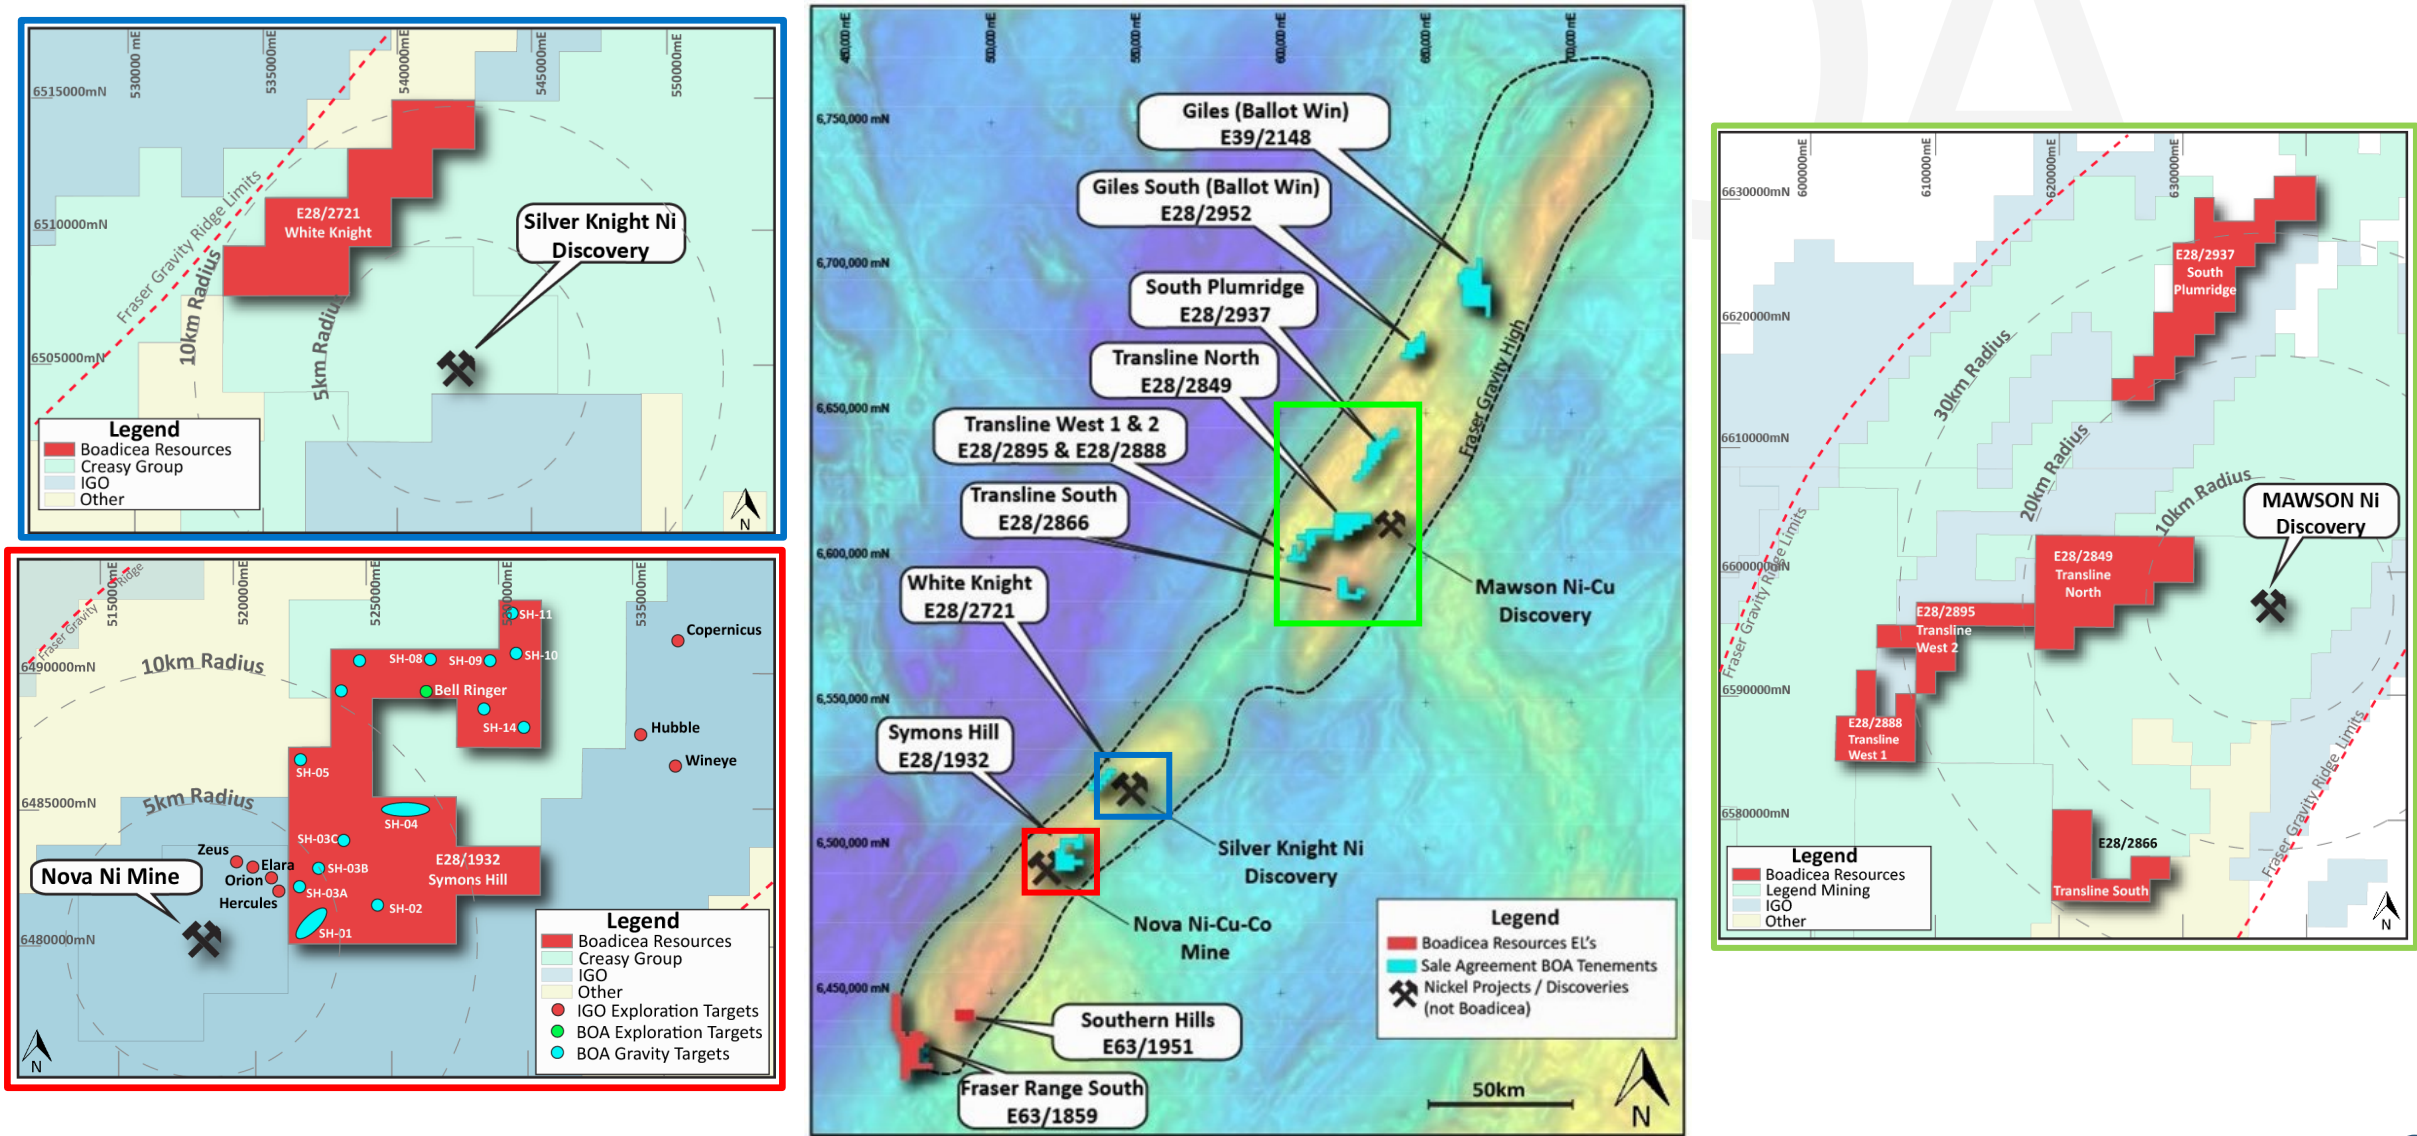 530000 mE
535000mE
540000mE
545000mE
550000mE
6515000mN
6510000mN
6505000mN
E28/2721
White Knight
Silver Knight Ni
Discovery
Fraser Gravity Ridge Limits
10km Radius
5km Radius
Legend
Boadicea Resources
Creasy Group
IGO
Other
N
515000mE
520000mE
525000mE
535000mE
6490000mN
6485000mN
6480000mN
Fraser Gravity Ridge
10km Radius
5km Radius
SH-11
Copernicus
SH-08
SH-09
SH-10
Bell Ringer
SH-14
Hubble
Wineye
SH-05
SH-04
SH-03C
Zeus
Elara
SH-03B
E28/1932
Symons Hill
Orion
SH-03A
Hercules
SH-02
SH-01
Nova Ni Mine
Legend
Boadicea Resources
Creasy Group
IGO
Other
IGO Exploration Targets
BOA Exploration Targets
BOA Gravity Targets
N
6,750,000 mN
6,700,000 mN
6,650,000 mN
6,600,000 mN
6,550,000 mN
6,500,000 mN
6,450,000 mN
Giles (Ballot Win)
E39/2148
Giles South (Ballot Win)
E28/2952
South Plumridge
E28/2937
Transline North
E28/2849
Transline West 1 & 2
E28/2895 & E28/2888
Transline South
E28/2866
White Knight
E28/2721
Symons Hill
E28/1932
Fraser Gravity High
Mawson Ni-Cu
Discovery
Silver Knight Ni
Discovery
Nova Ni-Cu-Co
Mine
Southern Hills
E63/1951
Fraser Range South
E63/1859
Legend
Boadicea Resources EL's
Sale Agreement BOA Tenements
Nickel Projects / Discoveries
(not Boadicea)
50km
N
600000mE
610000mE
620000mE
630000mE
6630000mN
6620000mN
6610000mN
6600000mN
6590000mN
6580000mN
E28/2937
South
Plumridge
30km Radius
20km Radius
10km Radius
MAWSON Ni
Discovery
E28/2849
Transline
North
E28/2895
Transline
West 2
E28/2888
Transline
West 1
E28/2866
Transline South
Fraser Gravity Ridge Limits
Fraser Gravity Ridge Limits
Legend
Boadicea Resources
Legend Mining
IGO
Other
N